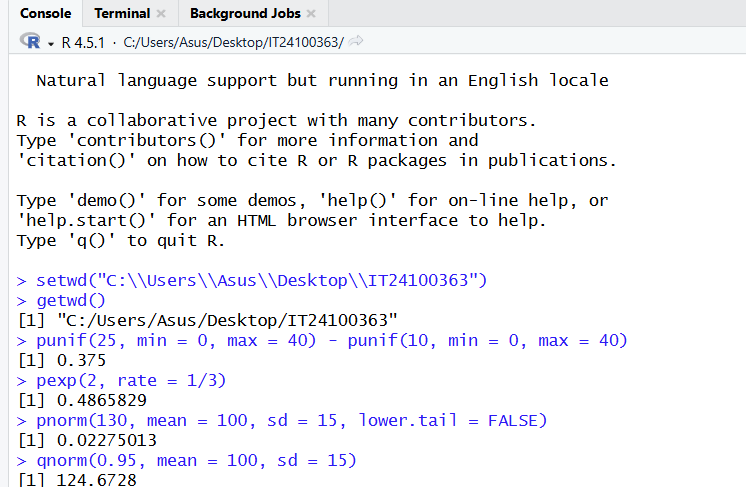 Console Terminal Background Jobs
R R 4.5.1 · C:/Users/Asus/Desktop/IT24100363/
Natural language support but running in an English locale
R is a collaborative project with many contributors.
Type 'contributors()' for more information and
'citation()' on how to cite R or R packages in publications.
Type 'demo()' for some demos, 'help()' for on-line help, or
'help.start()' for an HTML browser interface to help.
Type 'q()' to quit R.
> setwd("C:\\Users\\Asus\\Desktop\\IT24100363")
> getwd()
[1] "C:/Users/Asus/Desktop/IT24100363"
> punif(25, min = 0, max = 40) - punif(10, min = 0, max = 40)
[1] 0.375
> pexp(2, rate = 1/3)
[1] 0.4865829
> pnorm(130, mean = 100, sd = 15, lower.tail = FALSE)
[1] 0.02275013
> qnorm(0.95, mean = 100, sd = 15)
[1] 124.6728